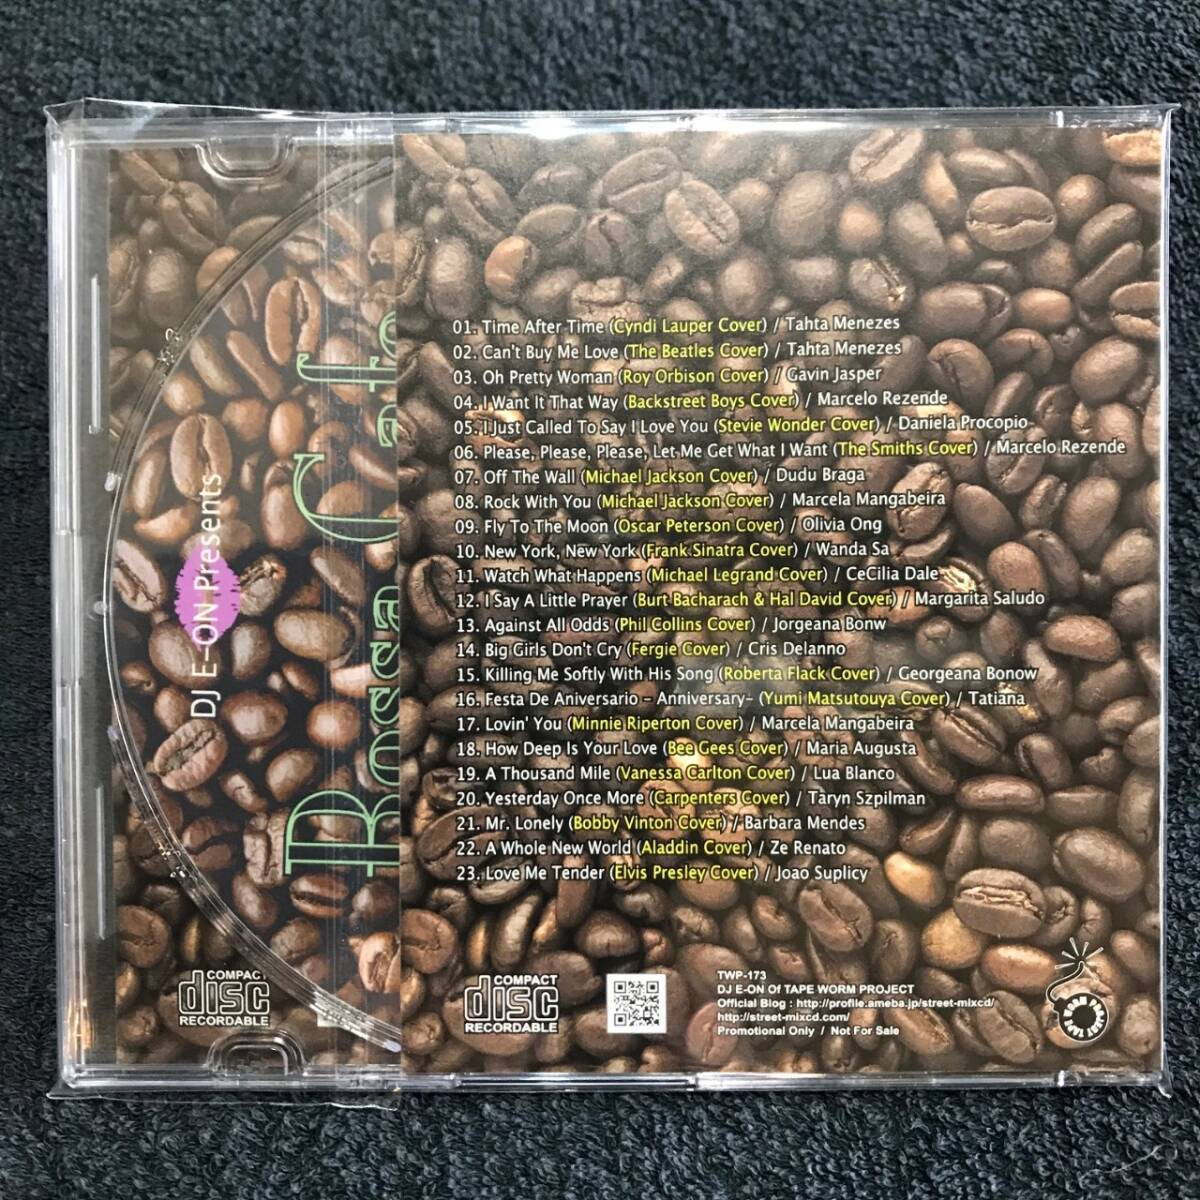 DJ E-ON Presents
Bossa Cafe
01. Time After Time (Cyndi Lauper Cover) / Tahta Menezes
02. Can't Buy Me Love (The Beatles Cover) / Tahta Menezes
03. Oh Pretty Woman (Roy Orbison Cover) / Gavin Jasper
04. I Want It That Way (Backstreet Boys Cover) / Marcelo Rezende
05. I Just Called To Say I Love You (Stevie Wonder Cover) / Daniela Procopio
06. Please, Please, Please, Let Me Get What I Want (The Smiths Cover) / Marcelo Rezende
07. Off The Wall (Michael Jackson Cover) / Dudu Braga
08. Rock With You (Michael Jackson Cover) / Marcela Mangabeira
09. Fly To The Moon (Oscar Peterson Cover) / Olivia Ong
10. New York, New York (Frank Sinatra Cover) / Wanda Sa
11. Watch What Happens (Michael Legrand Cover) / CeCilia Dale
12. I Say A Little Prayer (Burt Bacharach & Hal David Cover) / Margarita Saludo
13. Against All Odds (Phil Collins Cover) / Jorgeana Bonw
14. Big Girls Don't Cry (Fergie Cover) / Cris Delanno
15. Killing Me Softly With His Song (Roberta Flack Cover) / Georgeana Bonow
16. Festa De Aniversario - Anniversary- (Yumi Matsutouya Cover) / Tatiana
17. Lovin' You (Minnie Riperton Cover) / Marcela Mangabeira
18. How Deep Is Your Love (Bee Gees Cover) / Maria Augusta
19. A Thousand Mile (Vanessa Carlton Cover) / Lua Blanco
20. Yesterday Once More (Carpenters Cover) / Taryn Szpilman
21. Mr. Lonely (Bobby Vinton Cover) / Barbara Mendes
22. A Whole New World (Aladdin Cover) / Ze Renato
23. Love Me Tender (Elvis Presley Cover) / Joao Suplicy
COMPACT
disc
RECORDABLE
COMPACT
disc
RECORDABLE
TWP-173
DJ E-ON Of TAPE WORM PROJECT
Official Blog : http://profile.ameba.jp/street-mixcd/
http://street-mixcd.com/
Promotional Only / Not For Sale
TAPE WORM PROJECT